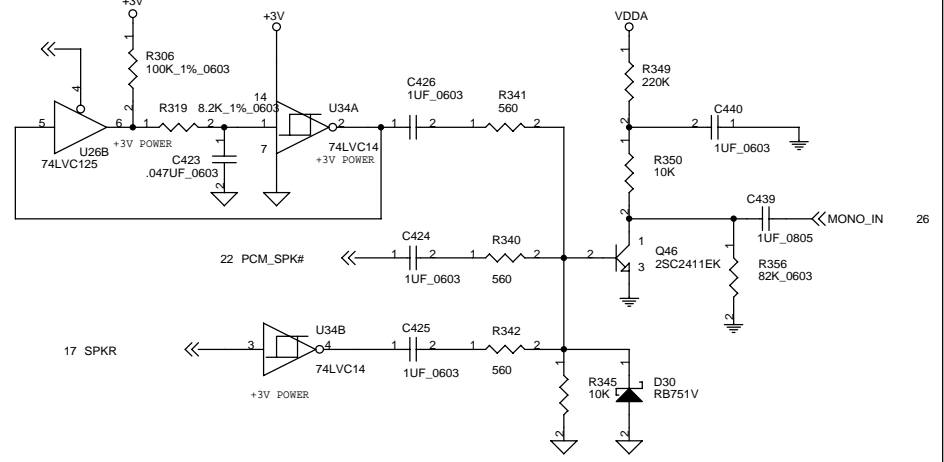 +3V
+3V
VDDA
1
R306
100K_1%_0603
2
4
5
6
U26B
74LVC125
+3V POWER
1
R319
2
8.2K_1%_0603
1
C423
.047UF_0603
2
14
1
7
U34A
2
74LVC14
+3V POWER
C426
1
2
1UF_0603
R341
1
2
560
1
R349
220K
2
C440
2
1
1UF_0603
1
R350
10K
2
C439
1
2
1UF_0805
MONO_IN
26
22 PCM_SPK#
C424
1
2
1UF_0603
R340
1
2
560
2
1
3
Q46
2SC2411EK
1
R356
82K_0603
2
17 SPKR
3
U34B
4
74LVC14
+3V POWER
C425
1
2
1UF_0603
R342
1
2
560
1
R345
10K
2
1
D30
RB751V
2